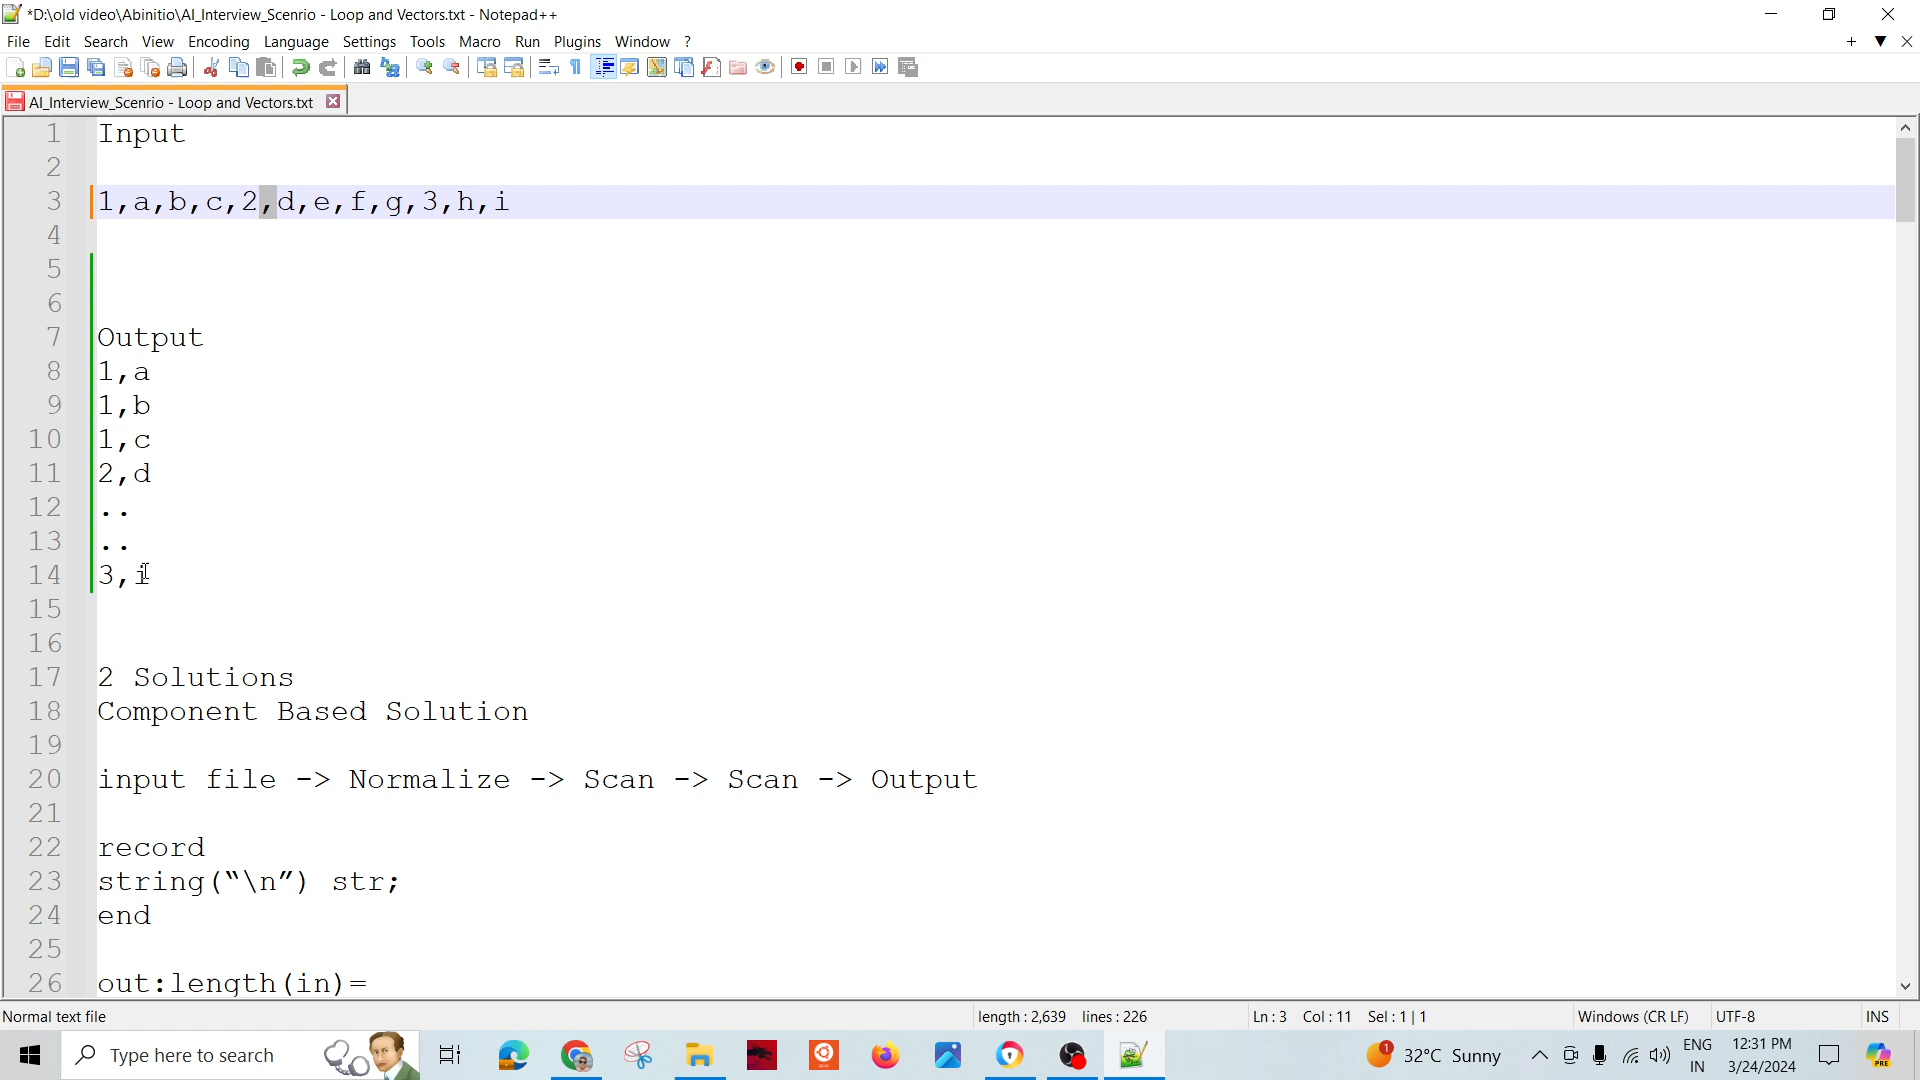 *D:\old video\Abinitio\AI_Interview_Scenrio - Loop and Vectors.txt - Notepad++
File Edit Search View Encoding Language Settings Tools Macro Run Plugins Window ?
AI_Interview_Scenrio - Loop and Vectors.txt
1 Input
2
3 1,a,b,c,2,d,e,f,g,3,h,i
4
5
6
7 Output
8 1,a
9 1,b
10 1,c
11 2,d
12 ..
13 ..
14 3,i
15
16
17 2 Solutions
18 Component Based Solution
19
20 input file -> Normalize -> Scan -> Scan -> Output
21
22 record
23 string(“\n”) str;
24 end
25
26 out:length(in)=
Normal text file length : 2,639 lines : 226 Ln : 3 Col : 11 Sel : 1 | 1 Windows (CR LF) UTF-8 INS
Type here to search 1 32°C Sunny ENG IN 12:31 PM 3/24/2024 PRE